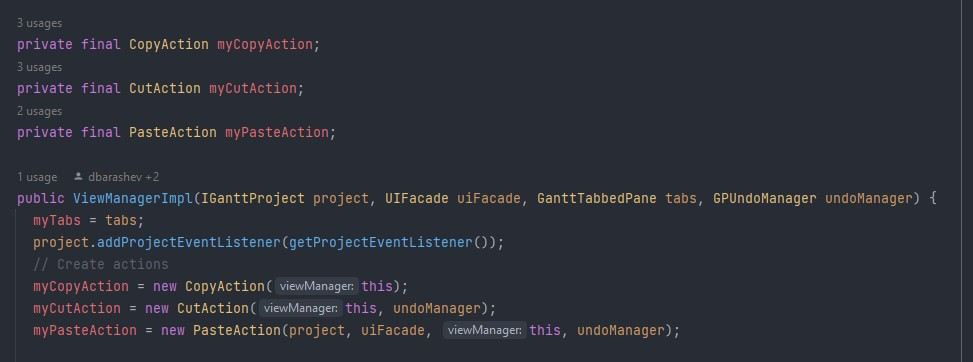 3 usages
private final CopyAction myCopyAction;
3 usages
private final CutAction myCutAction;
2 usages
private final PasteAction myPasteAction;
1 usage dbarashev +2
public ViewManagerImpl(IGanttProject project, UIFacade uiFacade, GanttTabbedPane tabs, GPUndoManager undoManager) {
myTabs = tabs;
project.addProjectEventListener(getProjectEventListener());
// Create actions
myCopyAction = new CopyAction( viewManager: this);
myCutAction = new CutAction( viewManager: this, undoManager);
myPasteAction = new PasteAction(project, uiFacade, viewManager: this, undoManager);